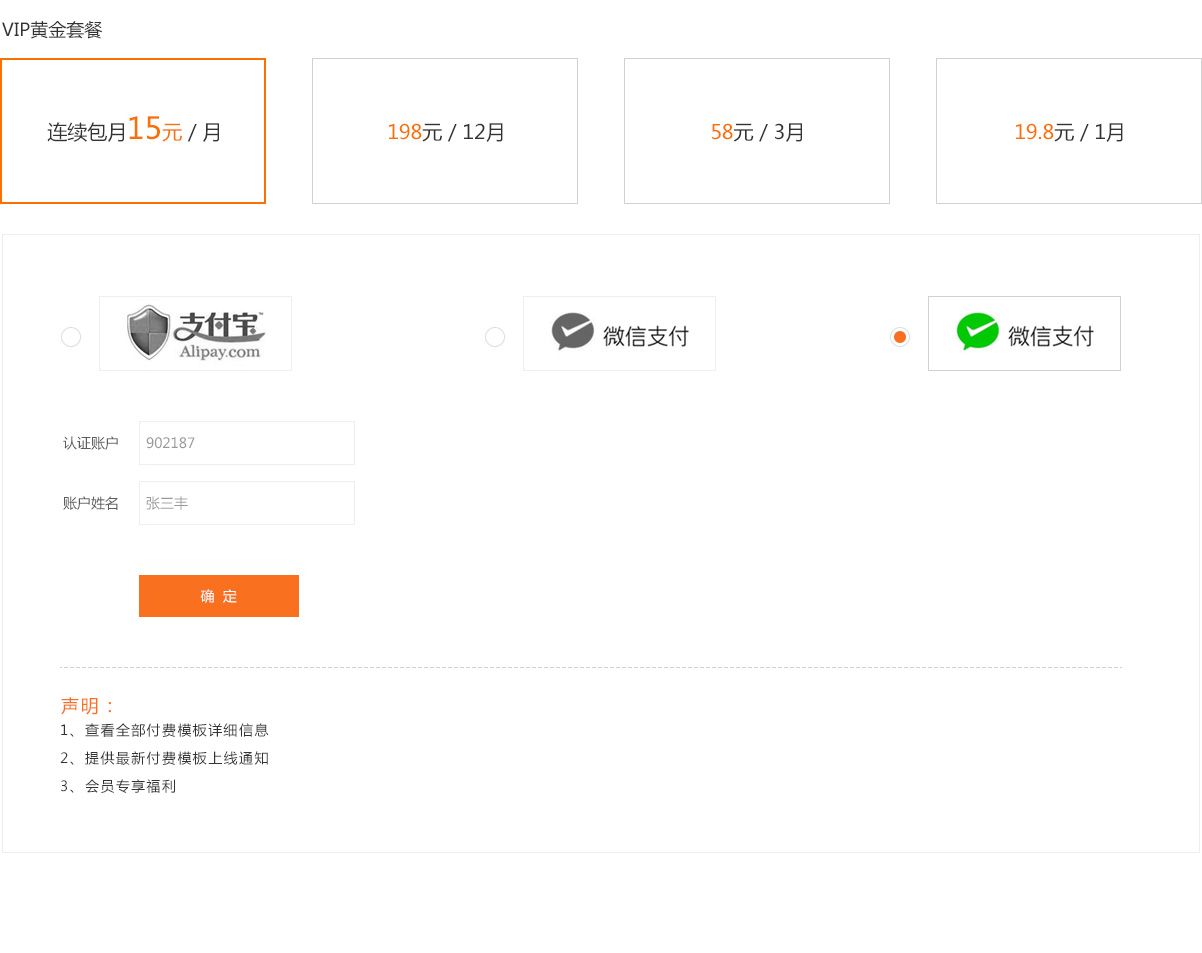 VIP黄金套餐
连续包月15元 / 月
198元 / 12月
58元 / 3月
19.8元 / 1月
支付宝™
Alipay.com
微信支付
微信支付
认证账户 902187
账户姓名 张三丰
确 定
声明：
1、查看全部付费模板详细信息
2、提供最新付费模板上线通知
3、会员专享福利